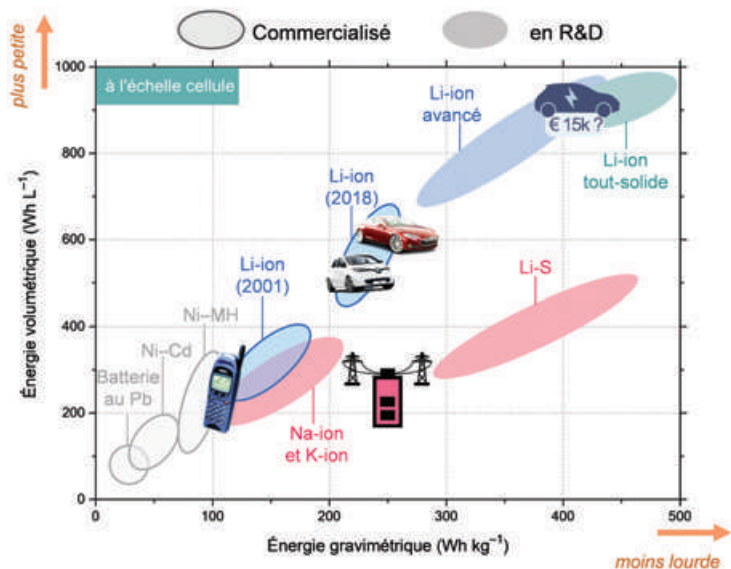 Commercialisé
en R&D
plus petite
à l'échelle cellule
1000
800
600
400
200
0
Énergie volumétrique (Wh L⁻¹)
Li-ion
avancé
€ 15k ?
Li-ion
tout-solide
Li-ion
(2018)
Li-S
Li-ion
(2001)
Ni–MH
Ni–Cd
Batterie
au Pb
Na-ion
et K-ion
0
100
200
300
400
500
Énergie gravimétrique (Wh kg⁻¹)
moins lourde